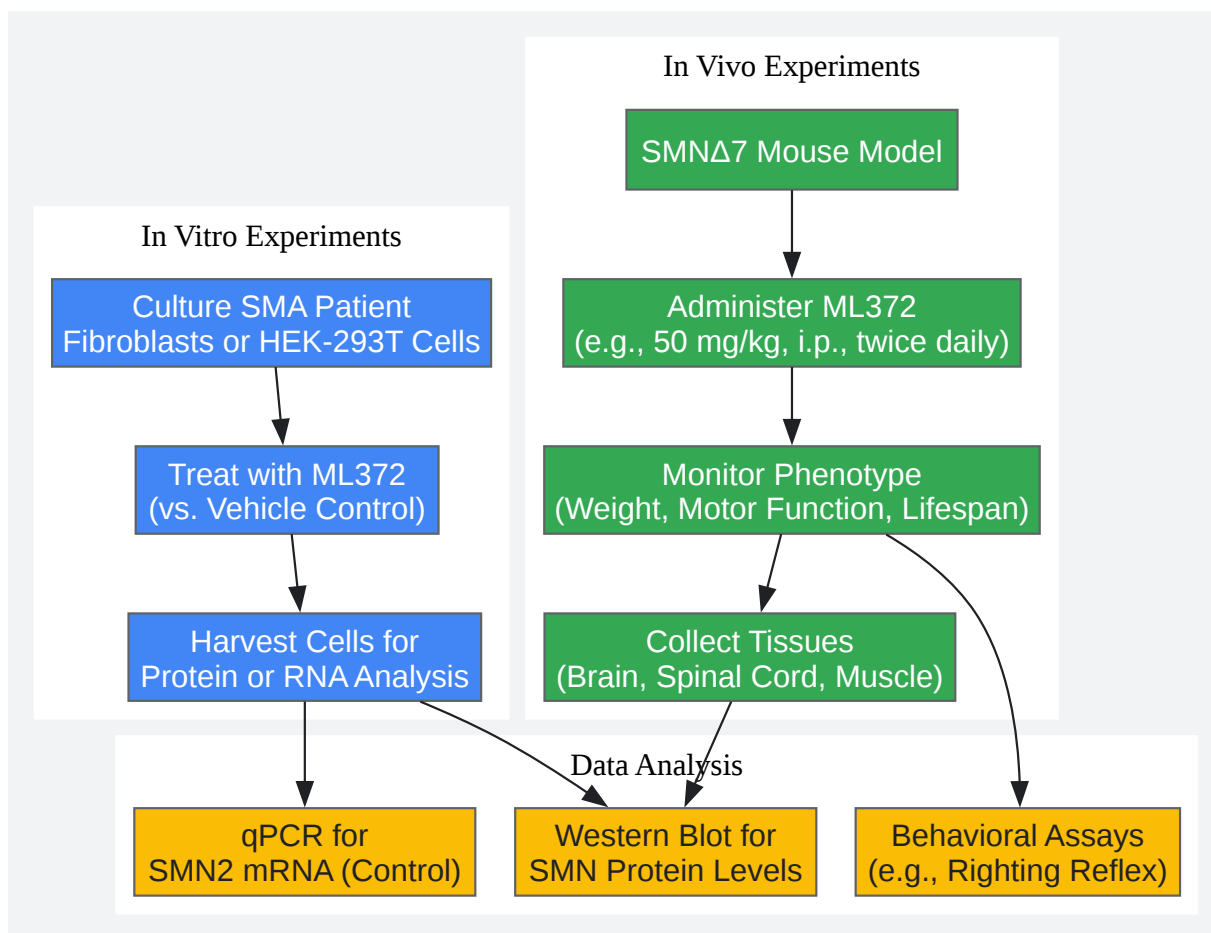 In Vivo Experiments
SMNΔ7 Mouse Model
In Vitro Experiments
Culture SMA Patient
Fibroblasts or HEK-293T Cells
Administer ML372
(e.g., 50 mg/kg, i.p., twice daily)
Treat with ML372
(vs. Vehicle Control)
Monitor Phenotype
(Weight, Motor Function, Lifespan)
Harvest Cells for
Protein or RNA Analysis
Collect Tissues
(Brain, Spinal Cord, Muscle)
Data Analysis
qPCR for
SMN2 mRNA (Control)
Western Blot for
SMN Protein Levels
Behavioral Assays
(e.g., Righting Reflex)